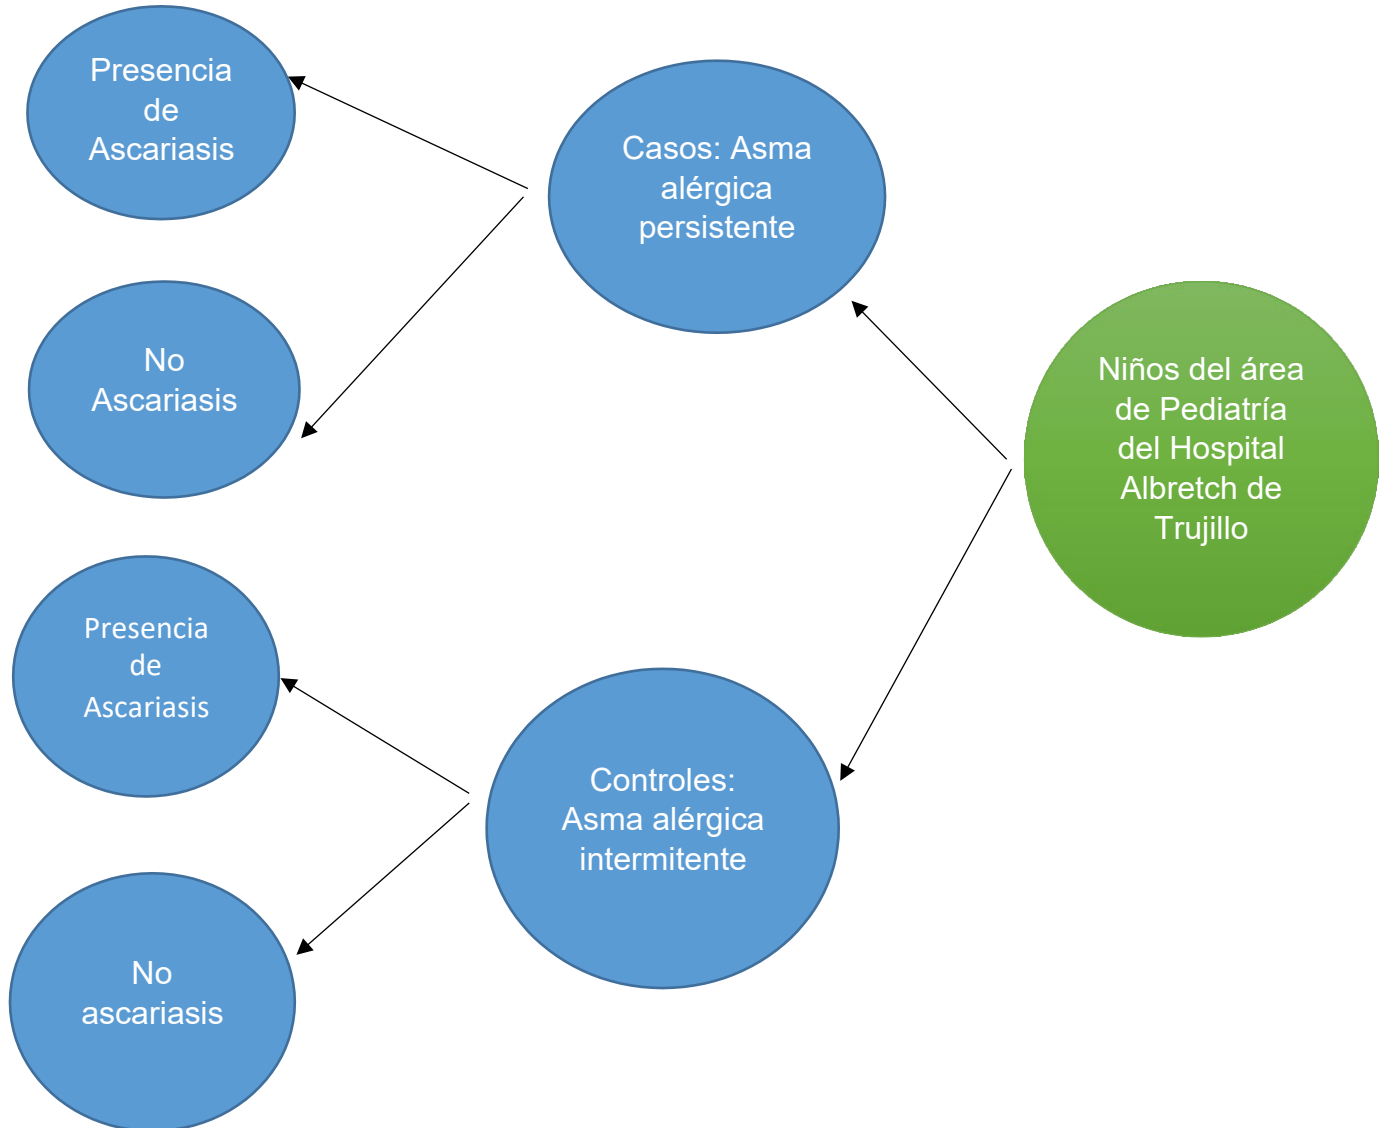 Presencia
de
Ascariasis
No
Ascariasis
Presencia
de
Ascariasis
No
ascariasis
Casos: Asma
alérgica
persistente
Controles:
Asma alérgica
intermitente
Niños del área
de Pediatría
del Hospital
Albretch de
Trujillo